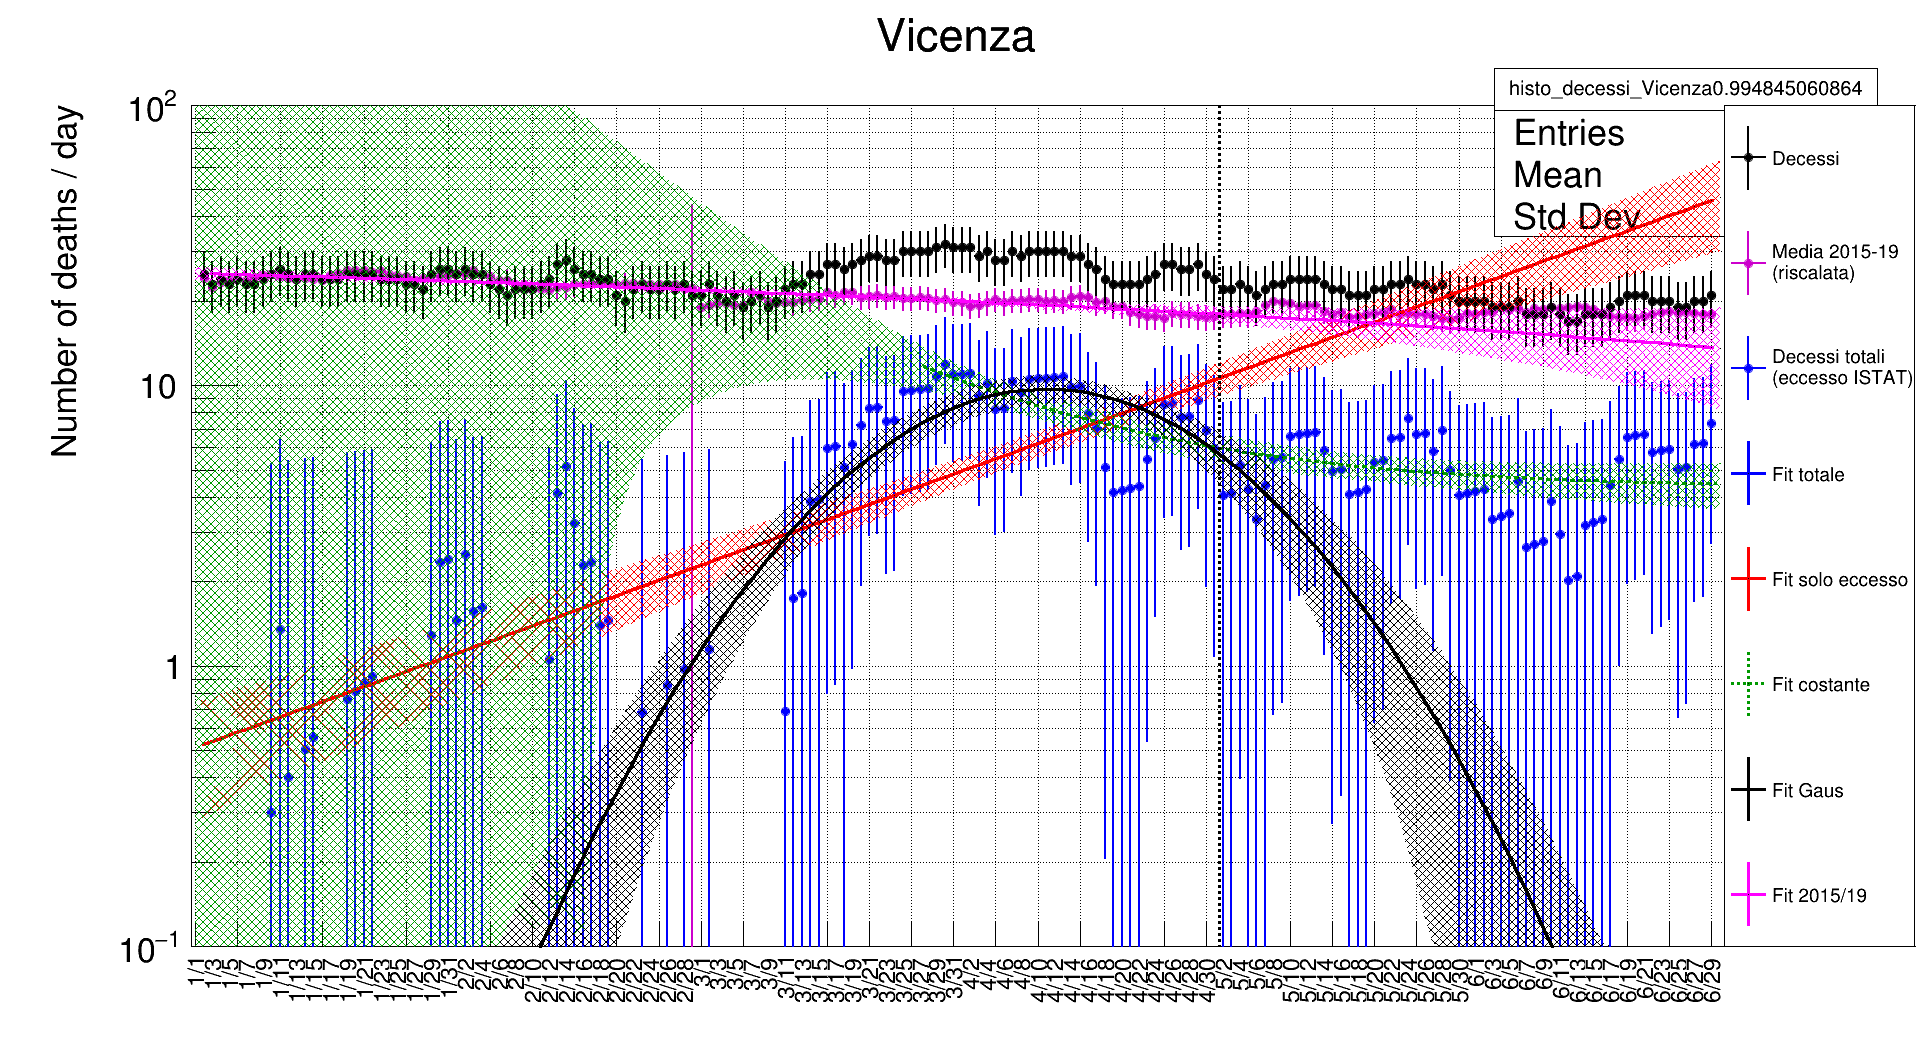 Vicenza
histo_decessi_Vicenza0.994845060864
Entries
Mean
Std Dev
Number of deaths / day
10²
10
1
10⁻¹
1/1 1/3 1/5 1/7 1/9 1/11 1/13 1/15 1/17 1/19 1/21 1/23 1/25 1/27 1/29 1/31 2/2 2/4 2/6 2/8 2/10 2/12 2/14 2/16 2/18 2/20 2/22 2/24 2/26 2/28 3/1 3/3 3/5 3/7 3/9 3/11 3/13 3/15 3/17 3/19 3/21 3/23 3/25 3/27 3/29 3/31 4/2 4/4 4/6 4/8 4/10 4/12 4/14 4/16 4/18 4/20 4/22 4/24 4/26 4/28 4/30 5/2 5/4 5/6 5/8 5/10 5/12 5/14 5/16 5/18 5/20 5/22 5/24 5/26 5/28 5/30 6/1 6/3 6/5 6/7 6/9 6/11 6/13 6/15 6/17 6/19 6/21 6/23 6/25 6/27 6/29
Decessi
Media 2015-19
(riscalata)
Decessi totali
(eccesso ISTAT)
Fit totale
Fit solo eccesso
Fit costante
Fit Gaus
Fit 2015/19